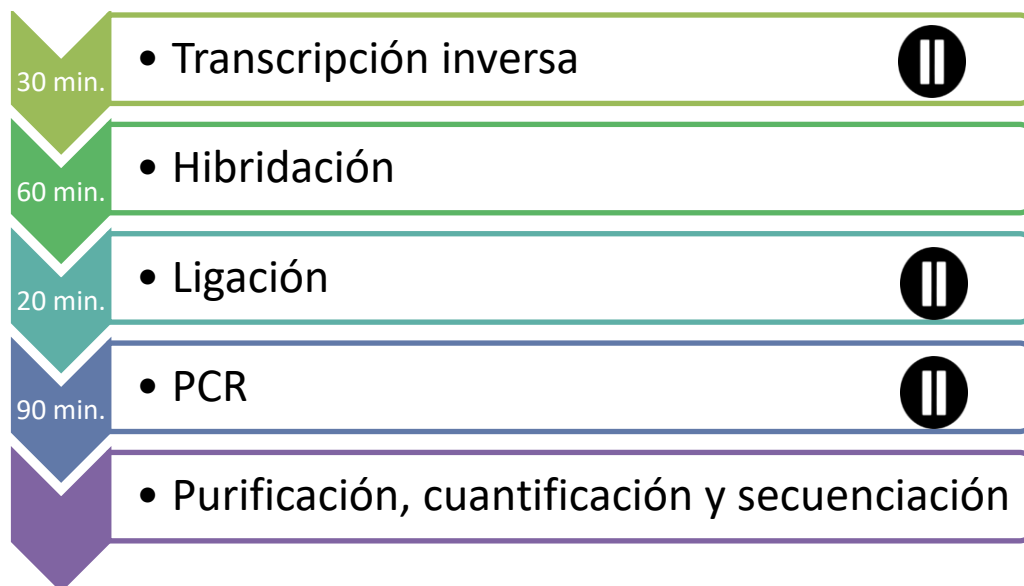 30 min.
• Transcripción inversa
60 min.
• Hibridación
20 min.
• Ligación
90 min.
• PCR
• Purificación, cuantificación y secuenciación